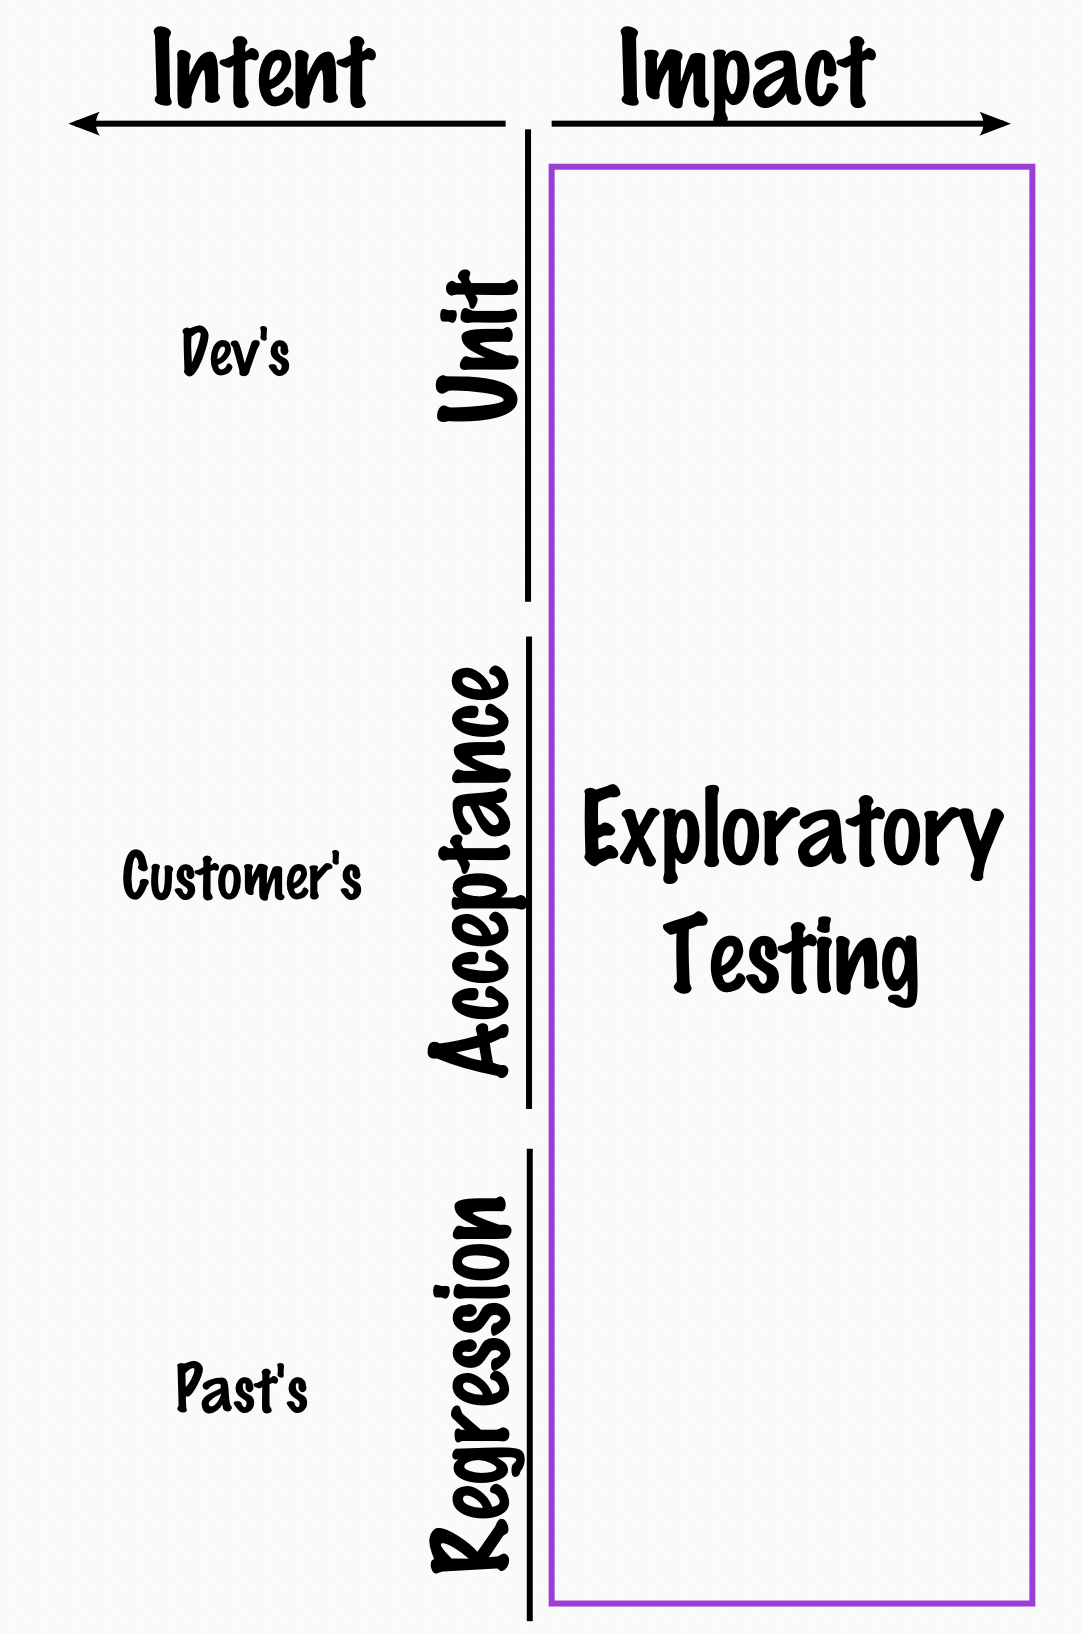 Intent
Impact
Dev's
Unit
Customer's
Acceptance
Exploratory
Testing
Past's
Regression